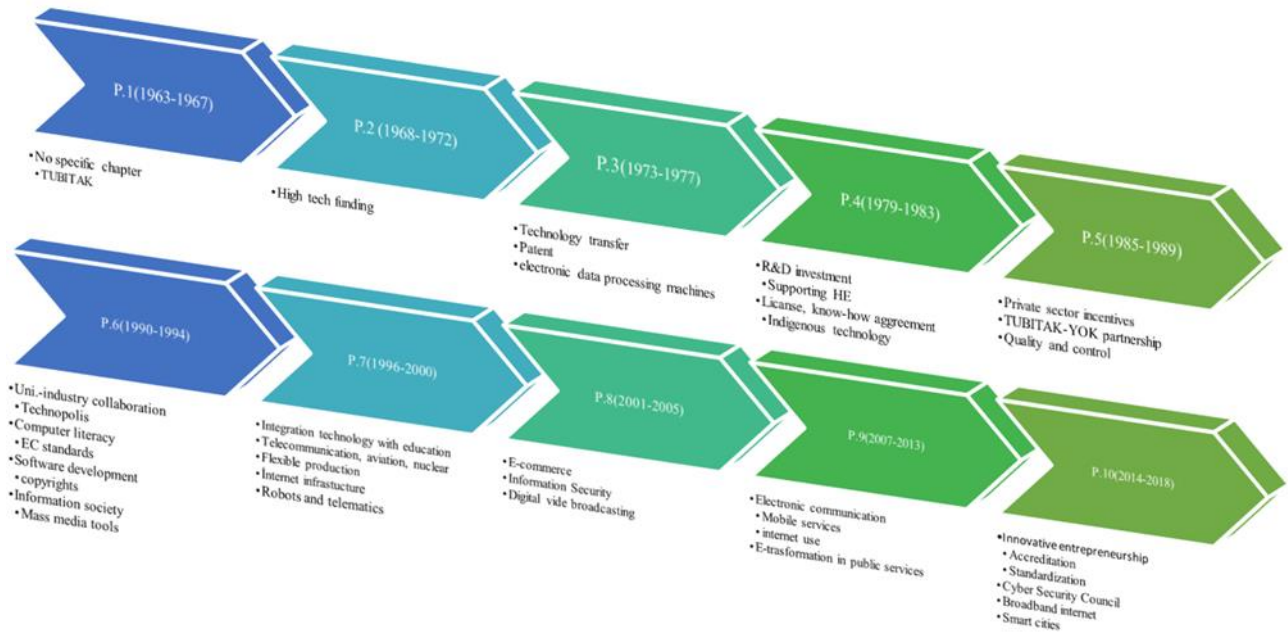 P.1(1963-1967)
•No specific chapter
•TUBITAK
P.2 (1968-1972)
•High tech funding
P.3(1973-1977)
•Technology transfer
•Patent
•electronic data processing machines
P.4(1979-1983)
•R&D investment
•Supporting HE
•Licanse, know-how aggreement
•Indigenous technology
P.5(1985-1989)
•Private sector incentives
•TUBITAK-YOK partnership
•Quality and control
P.6(1990-1994)
•Uni.-industry collaboration
•Technopolis
•Computer literacy
•EC standards
•Software development
•copyrights
•Information society
•Mass media tools
P.7(1996-2000)
•Integration technology with education
•Telecommunication, aviation, nuclear
•Flexible production
•Internet infrastucture
•Robots and telematics
P.8(2001-2005)
•E-commerce
•Information Security
•Digital vide broadcasting
P.9(2007-2013)
•Electronic communication
•Mobile services
•internet use
•E-trasformation in public services
P.10(2014-2018)
•Innovative entrepreneurship
•Accreditation
•Standardization
•Cyber Security Council
•Broadband internet
•Smart cities